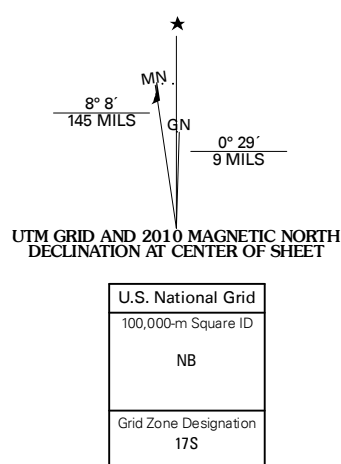 MN
8° 8´
145 MILS
GN
0° 29´
9 MILS
UTM GRID AND 2010 MAGNETIC NORTH
DECLINATION AT CENTER OF SHEET
U.S. National Grid
100,000-m Square ID
NB
Grid Zone Designation
17S